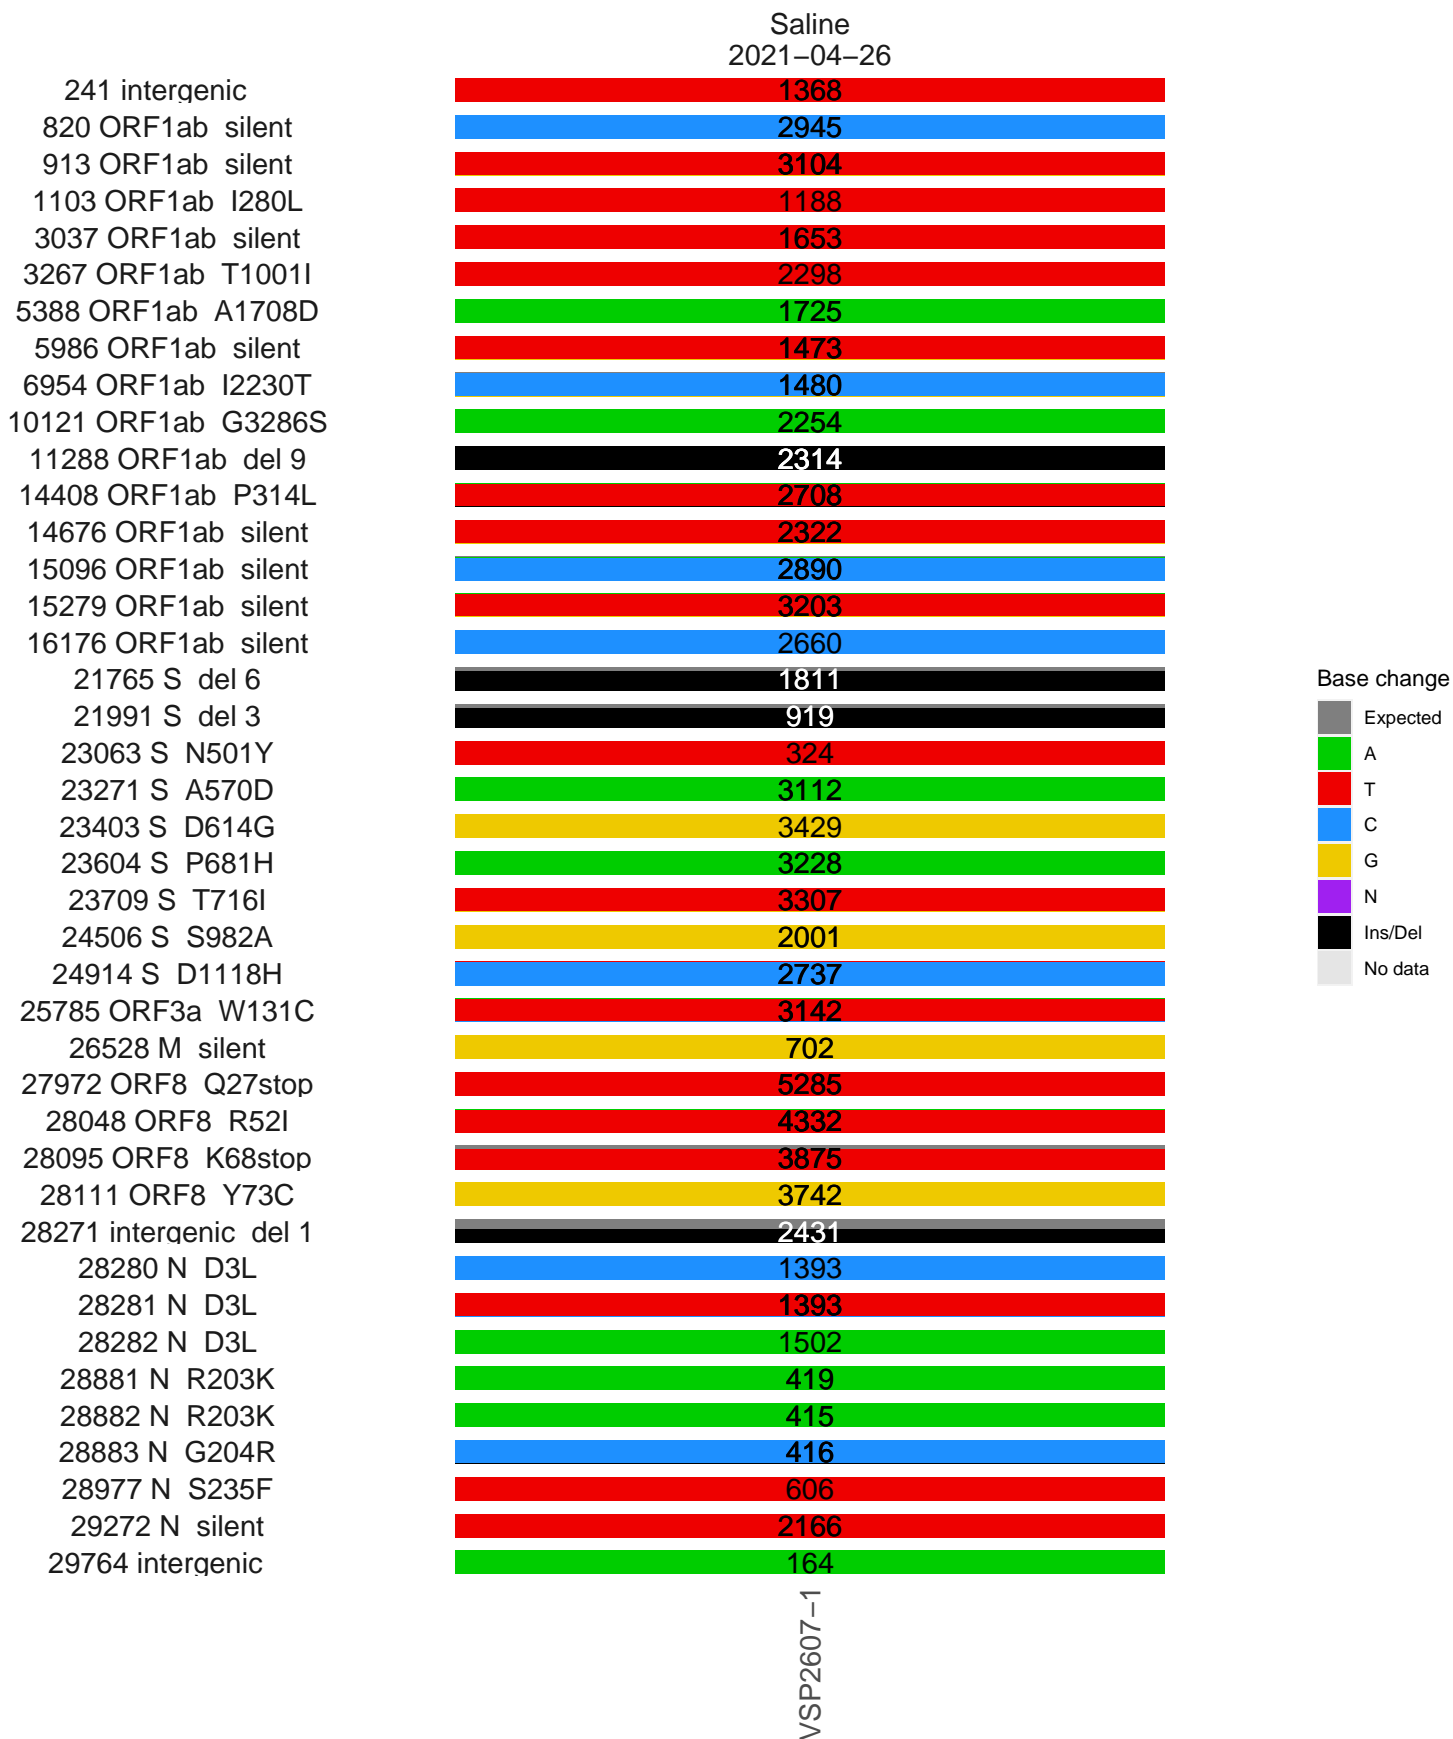 Saline
2021−04−26
241 intergenic 1368
820 ORF1ab silent 2945
913 ORF1ab silent 3104
1103 ORF1ab I280L 1188
3037 ORF1ab silent 1653
3267 ORF1ab T1001I 2298
5388 ORF1ab A1708D 1725
5986 ORF1ab silent 1473
6954 ORF1ab I2230T 1480
10121 ORF1ab G3286S 2254
11288 ORF1ab del 9 2314
14408 ORF1ab P314L 2708
14676 ORF1ab silent 2322
15096 ORF1ab silent 2890
15279 ORF1ab silent 3203
16176 ORF1ab silent 2660
21765 S del 6 1811
21991 S del 3 919
23063 S N501Y 324
23271 S A570D 3112
23403 S D614G 3429
23604 S P681H 3228
23709 S T716I 3307
24506 S S982A 2001
24914 S D1118H 2737
25785 ORF3a W131C 3142
26528 M silent 702
27972 ORF8 Q27stop 5285
28048 ORF8 R52I 4332
28095 ORF8 K68stop 3875
28111 ORF8 Y73C 3742
28271 intergenic del 1 2431
28280 N D3L 1393
28281 N D3L 1393
28282 N D3L 1502
28881 N R203K 419
28882 N R203K 415
28883 N G204R 416
28977 N S235F 606
29272 N silent 2166
29764 intergenic 164
VSP2607−1
Base change
Expected
A
T
C
G
N
Ins/Del
No data